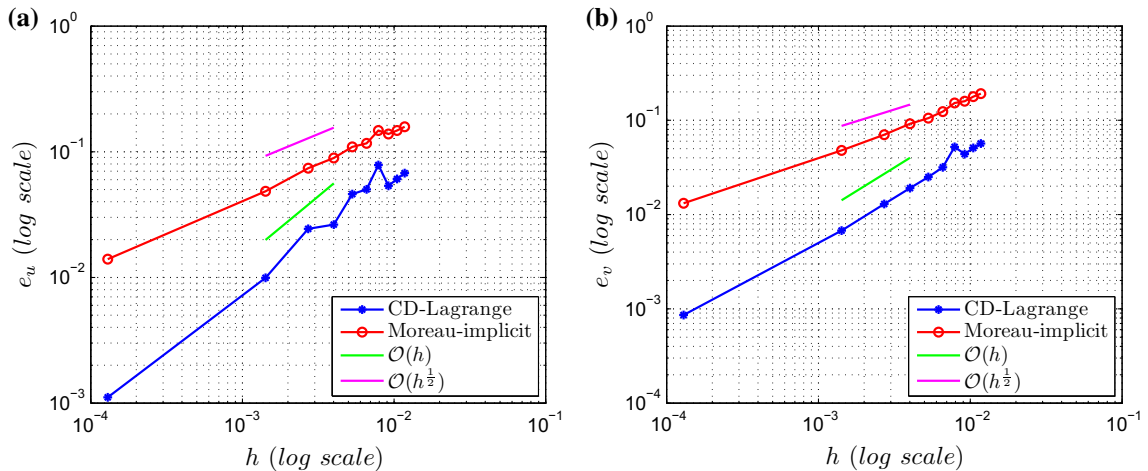 (a)
10^0
10^-1
10^-2
10^-3
e_u (log scale)
10^-4
10^-3
10^-2
10^-1
h (log scale)
CD-Lagrange
Moreau-implicit
𝒪(h)
𝒪(h^{1/2})
(b)
10^0
10^-1
10^-2
10^-3
10^-4
e_v (log scale)
10^-4
10^-3
10^-2
10^-1
h (log scale)
CD-Lagrange
Moreau-implicit
𝒪(h)
𝒪(h^{1/2})